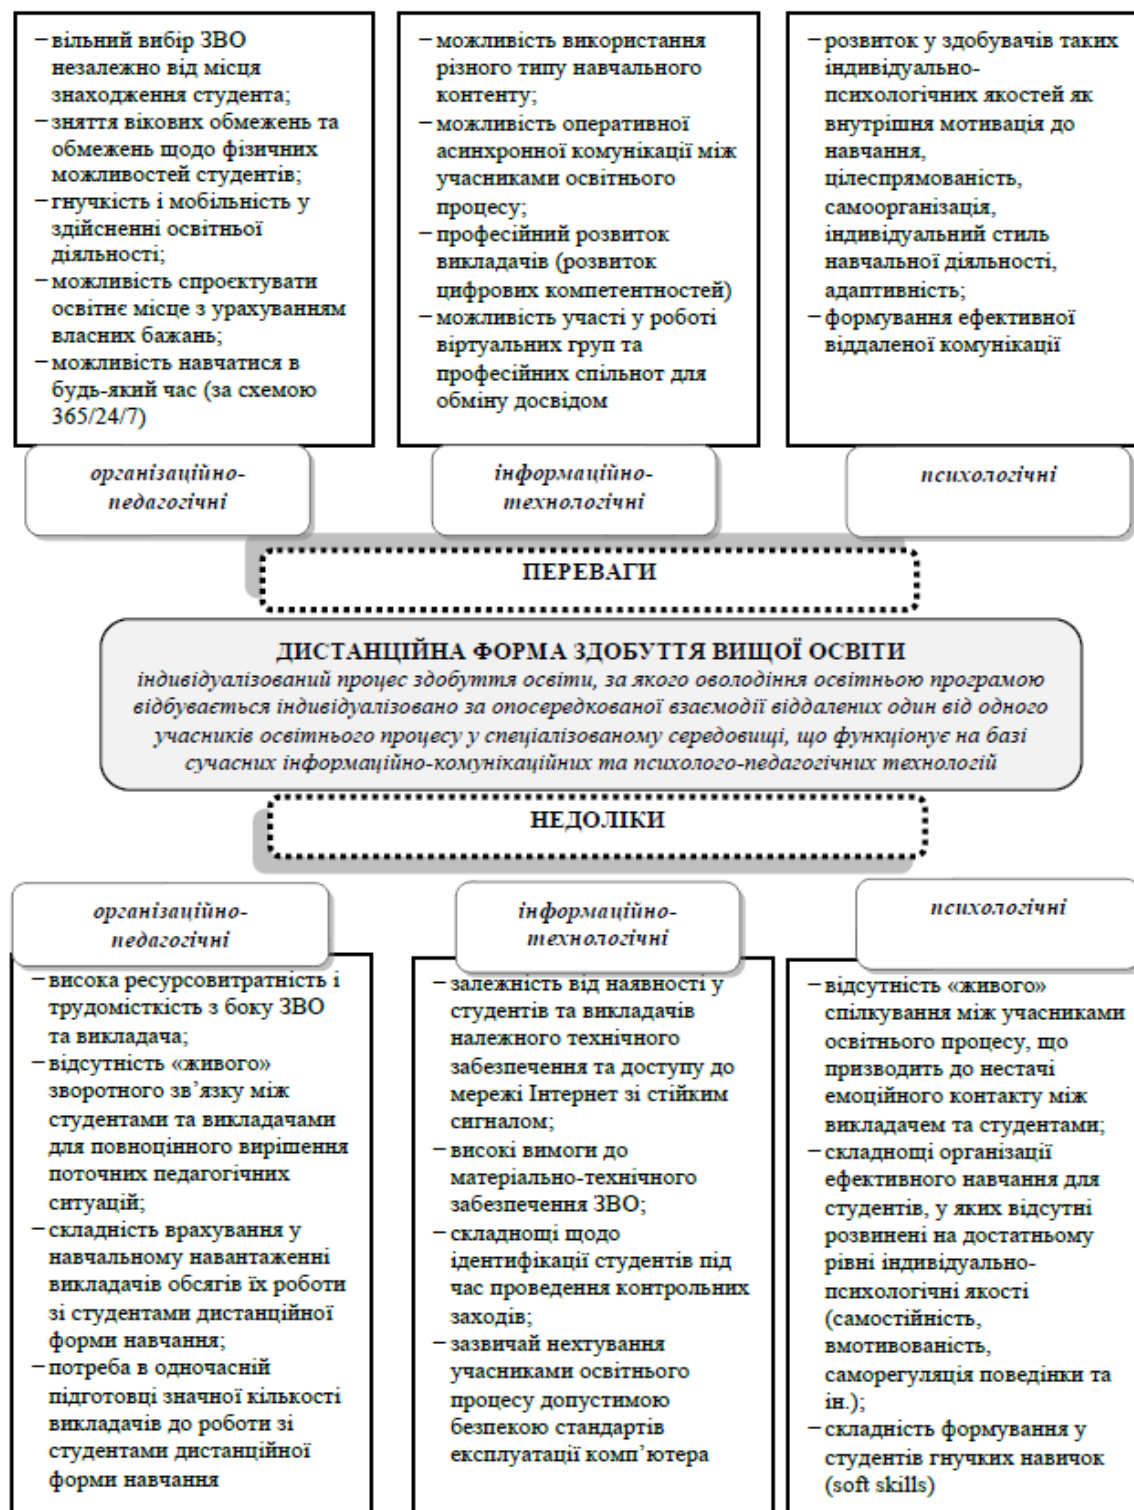 – вільний вибір ЗВО
незалежно від місця
знаходження студента;
– зняття вікових обмежень та
обмежень щодо фізичних
можливостей студентів;
– гнучкість і мобільність у
здійсненні освітньої
діяльності;
– можливість спроєктувати
освітнє місце з урахуванням
власних бажань;
– можливість навчатися в
будь-який час (за схемою
365/24/7)
організаційно-
педагогічні
– можливість використання
різного типу навчального
контенту;
– можливість оперативної
асинхронної комунікації між
учасниками освітнього
процесу;
– професійний розвиток
викладачів (розвиток
цифрових компетентностей)
– можливість участі у роботі
віртуальних груп та
професійних спільнот для
обміну досвідом
інформаційно-
технологічні
– розвиток у здобувачів таких
індивідуально-
психологічних якостей як
внутрішня мотивація до
навчання,
цілеспрямованість,
самоорганізація,
індивідуальний стиль
навчальної діяльності,
адаптивність;
– формування ефективної
віддаленої комунікації
психологічні
ПЕРЕВАГИ
ДИСТАНЦІЙНА ФОРМА ЗДОБУТТЯ ВИЩОЇ ОСВІТИ
індивідуалізований процес здобуття освіти, за якого оволодіння освітньою програмою
відбувається індивідуалізовано за опосередкованої взаємодії віддалених один від одного
учасників освітнього процесу у спеціалізованому середовищі, що функціонує на базі
сучасних інформаційно-комунікаційних та психолого-педагогічних технологій
НЕДОЛІКИ
організаційно-
педагогічні
– висока ресурсовитратність і
трудомісткість з боку ЗВО
та викладача;
– відсутність «живого»
зворотного зв’язку між
студентами та викладачами
для повноцінного вирішення
поточних педагогічних
ситуацій;
– складність врахування у
навчальному навантаженні
викладачів обсягів їх роботи
зі студентами дистанційної
форми навчання;
– потреба в одночасній
підготовці значної кількості
викладачів до роботи зі
студентами дистанційної
форми навчання
інформаційно-
технологічні
– залежність від наявності у
студентів та викладачів
належного технічного
забезпечення та доступу до
мережі Інтернет зі стійким
сигналом;
– високі вимоги до
матеріально-технічного
забезпечення ЗВО;
– складнощі щодо
ідентифікації студентів під
час проведення контрольних
заходів;
– зазвичай нехтування
учасниками освітнього
процесу допустимою
безпекою стандартів
експлуатації комп’ютера
психологічні
– відсутність «живого»
спілкування між учасниками
освітнього процесу, що
призводить до нестачі
емоційного контакту між
викладачем та студентами;
– складнощі організації
ефективного навчання для
студентів, у яких відсутні
розвинені на достатньому
рівні індивідуально-
психологічні якості
(самостійність,
вмотивованість,
саморегуляція поведінки та
ін.);
– складність формування у
студентів гнучких навичок
(soft skills)